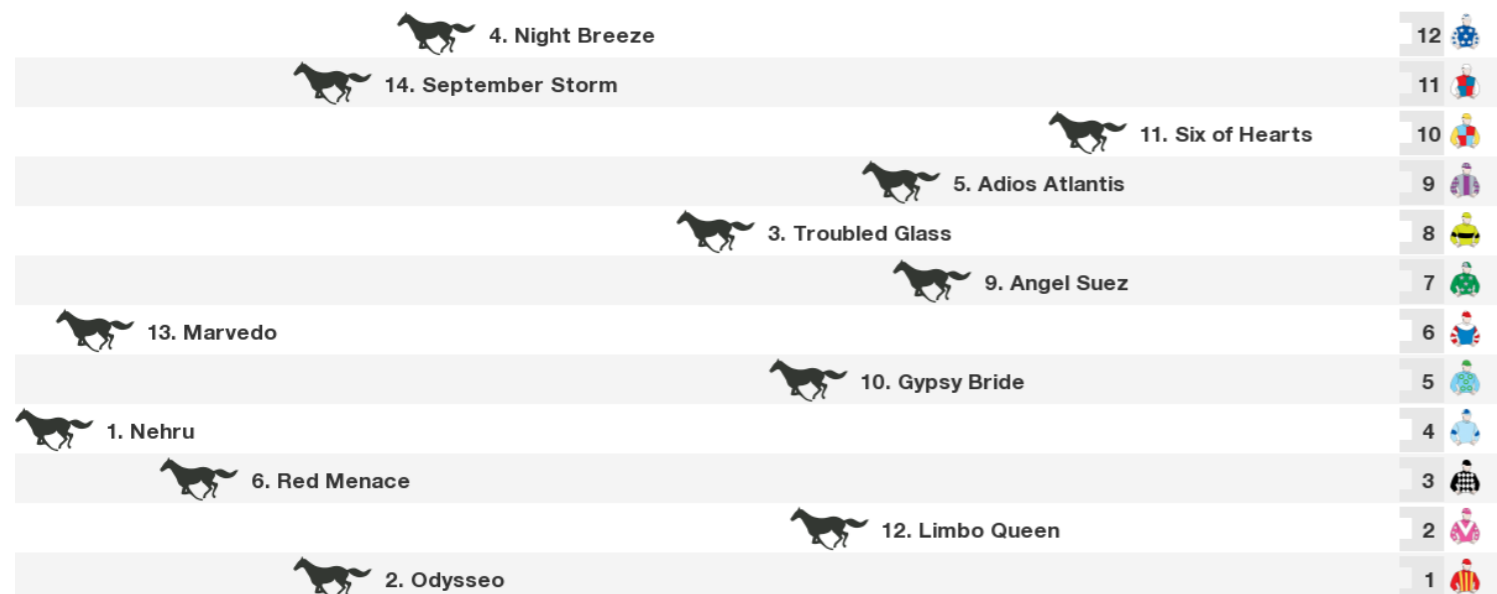 4. Night Breeze 12
14. September Storm 11
11. Six of Hearts 10
5. Adios Atlantis 9
3. Troubled Glass 8
9. Angel Suez 7
13. Marvedo 6
10. Gypsy Bride 5
1. Nehru 4
6. Red Menace 3
12. Limbo Queen 2
2. Odysseo 1